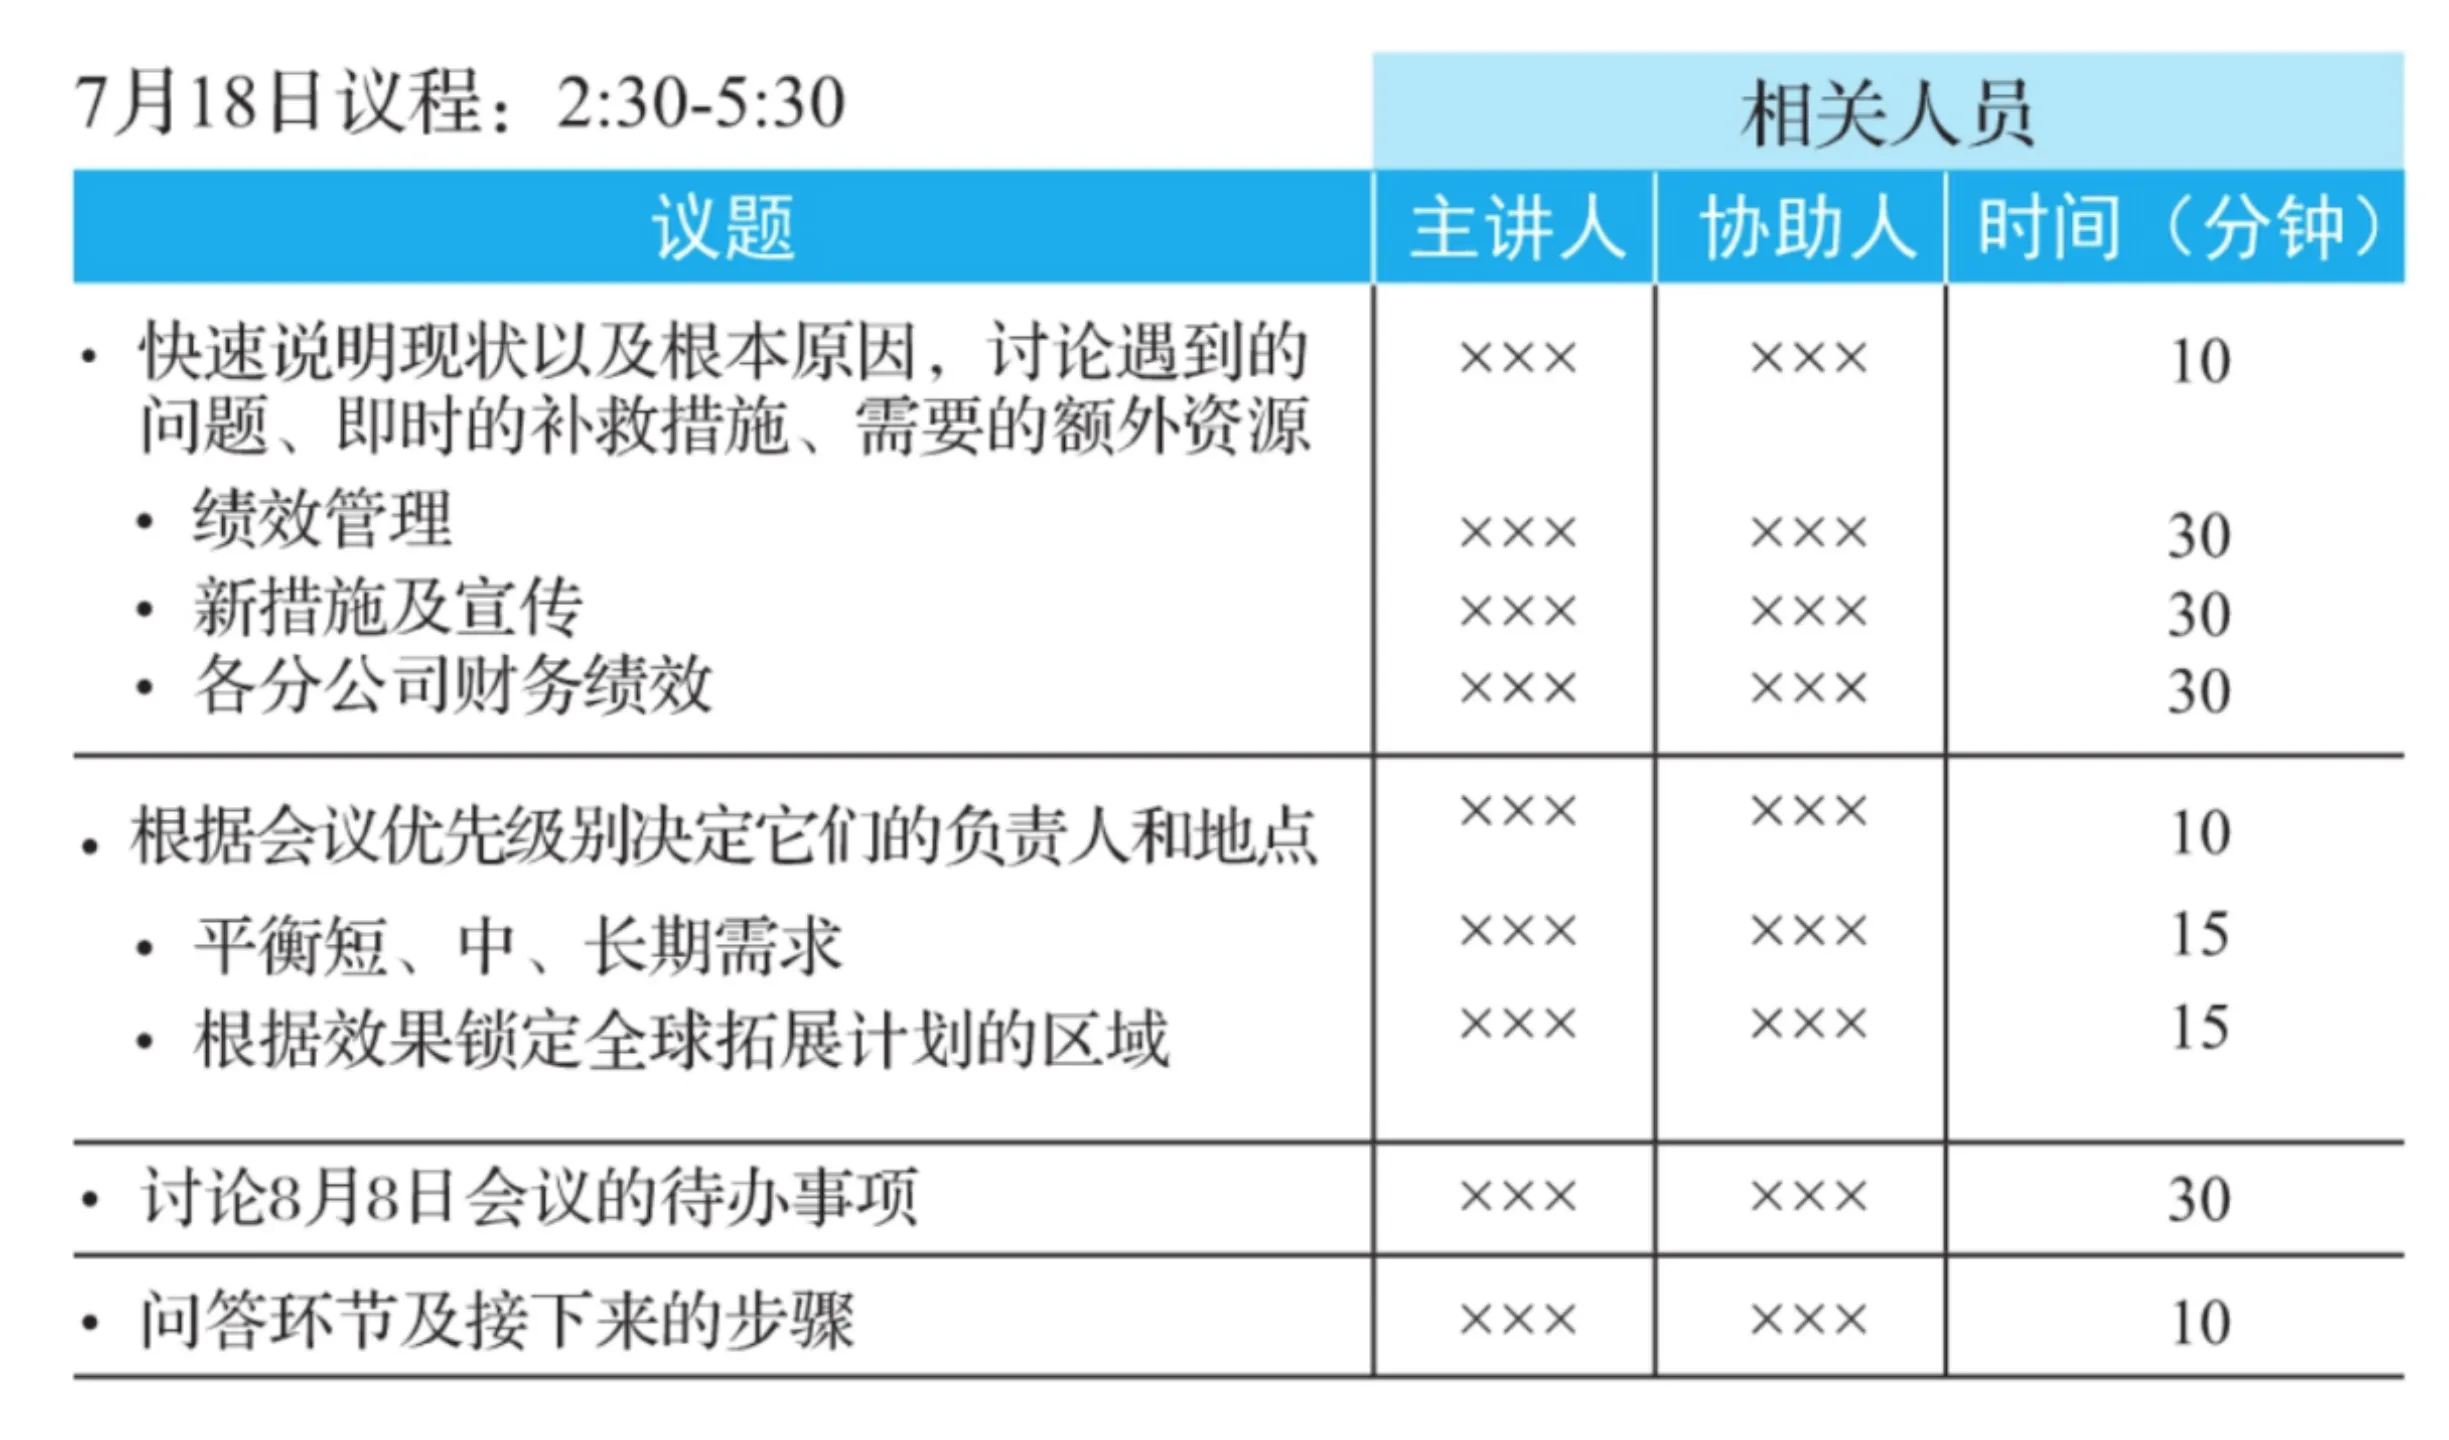 7月18日议程：2:30-5:30
相关人员
议题 主讲人 协助人 时间（分钟）
• 快速说明现状以及根本原因，讨论遇到的 ××× ××× 10
问题、即时的补救措施、需要的额外资源
• 绩效管理 ××× ××× 30
• 新措施及宣传 ××× ××× 30
• 各分公司财务绩效 ××× ××× 30
• 根据会议优先级别决定它们的负责人和地点 ××× ××× 10
• 平衡短、中、长期需求 ××× ××× 15
• 根据效果锁定全球拓展计划的区域 ××× ××× 15
• 讨论8月8日会议的待办事项 ××× ××× 30
• 问答环节及接下来的步骤 ××× ××× 10